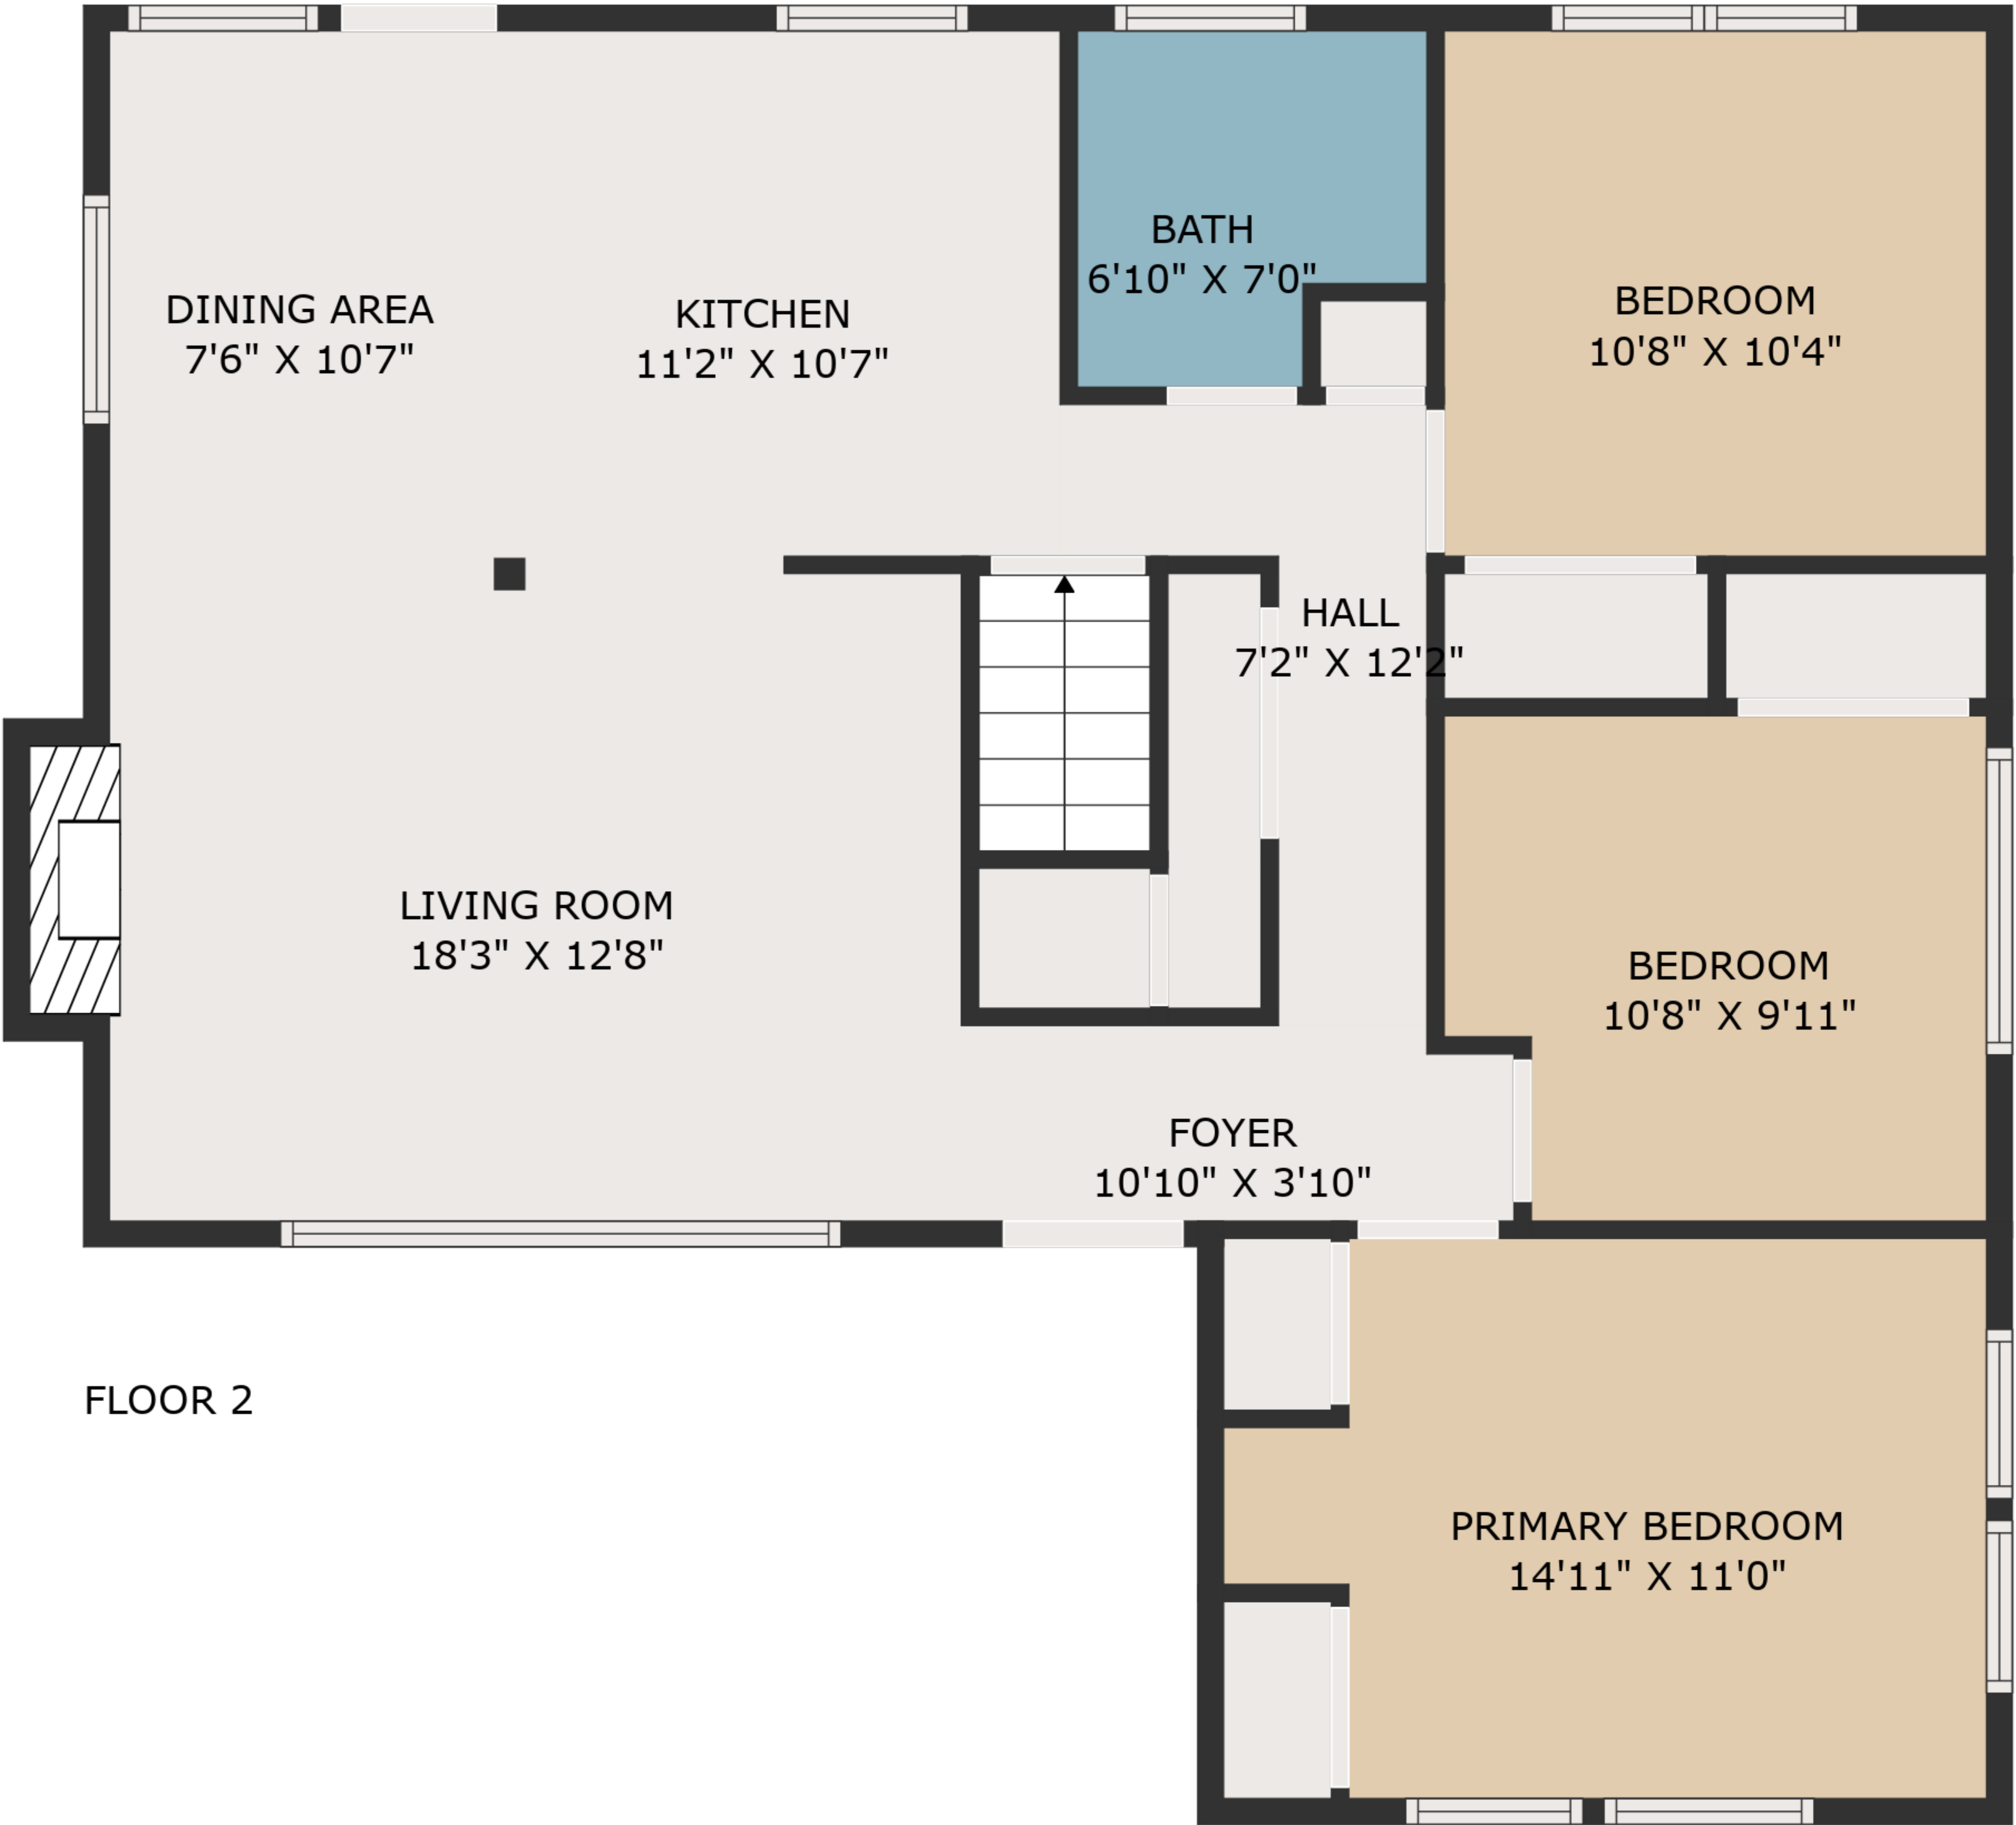 DINING AREA
7'6" X 10'7"
KITCHEN
11'2" X 10'7"
BATH
6'10" X 7'0"
BEDROOM
10'8" X 10'4"
HALL
7'2" X 12'2"
LIVING ROOM
18'3" X 12'8"
BEDROOM
10'8" X 9'11"
FOYER
10'10" X 3'10"
FLOOR 2
PRIMARY BEDROOM
14'11" X 11'0"